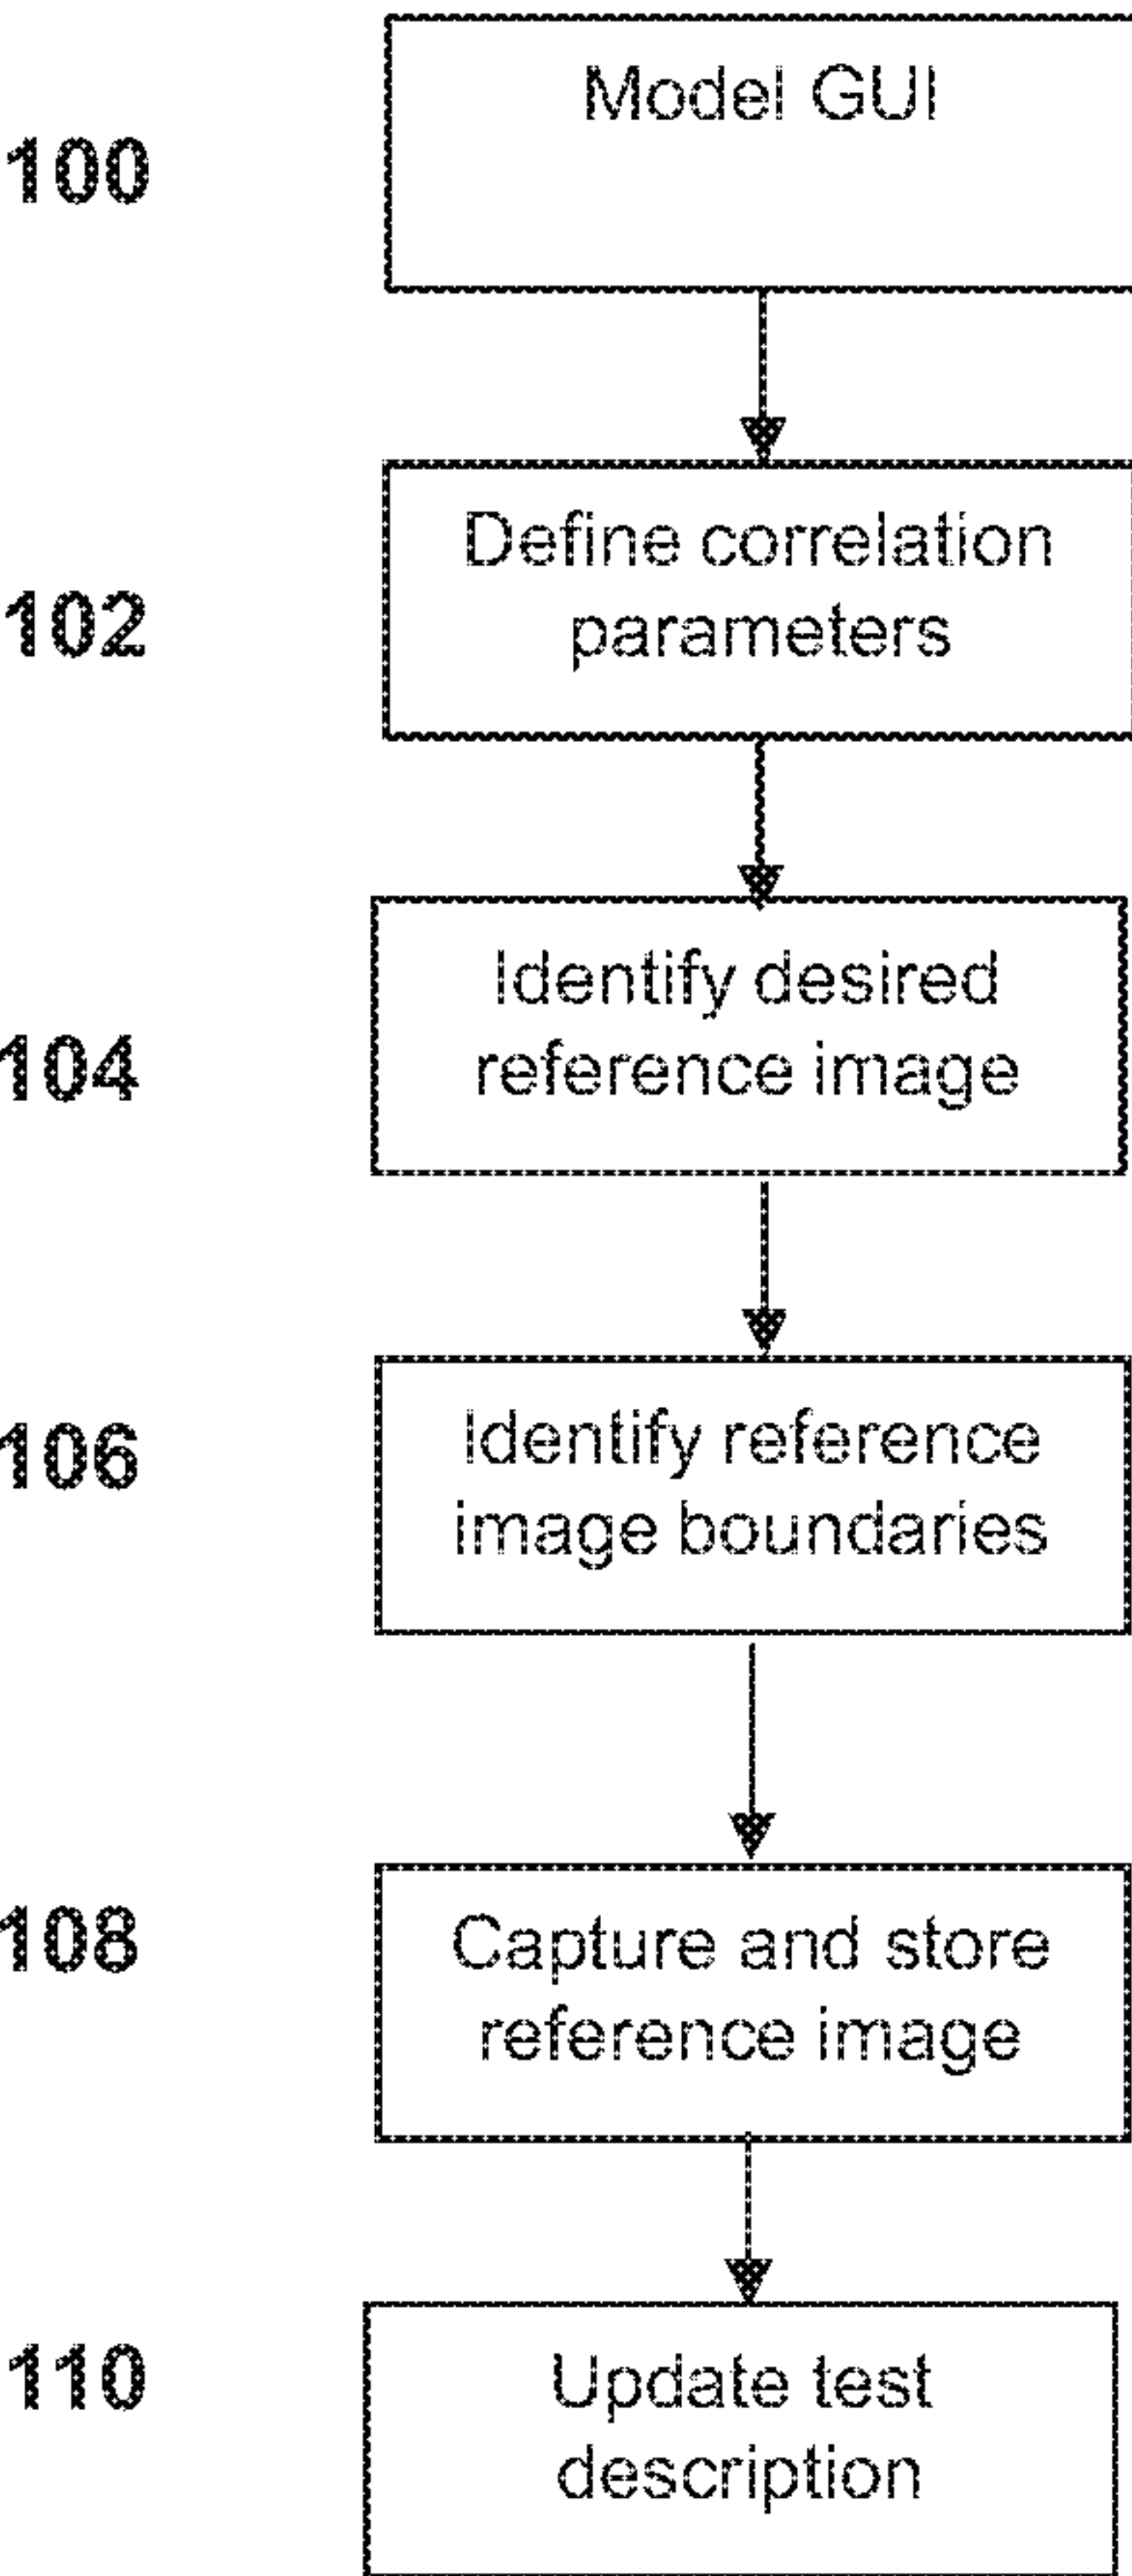 100
Model GUI
102
Define correlation
parameters
104
Identify desired
reference image
106
Identify reference
image boundaries
108
Capture and store
reference image
110
Update test
description